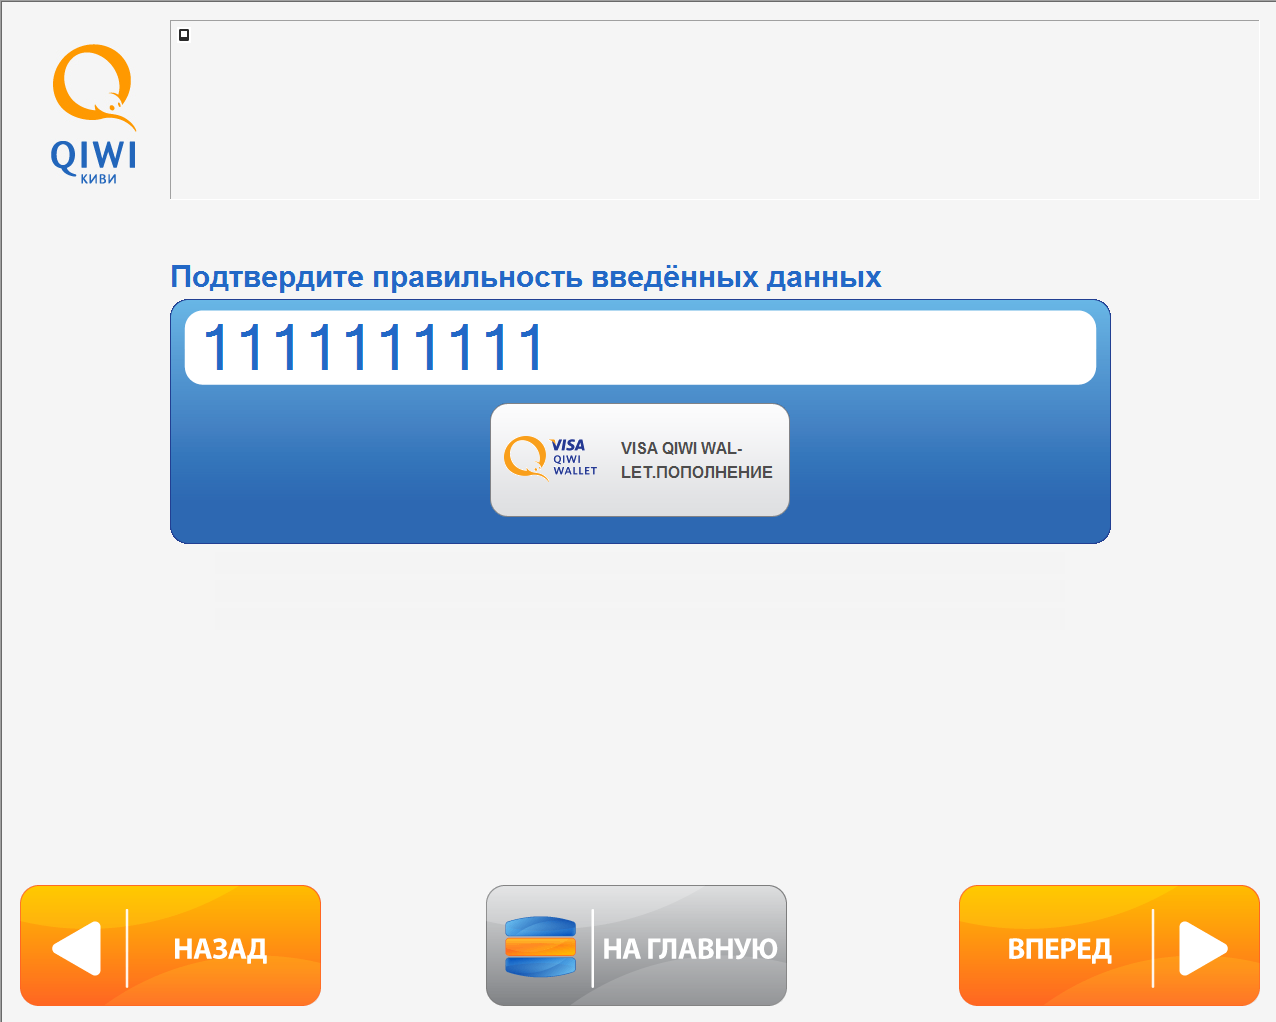 QIWI
КИВИ
Подтвердите правильность введённых данных
1111111111
VISA
QIWI
WALLET
VISA QIWI WAL-
LET.ПОПОЛНЕНИЕ
НАЗАД
НА ГЛАВНУЮ
ВПЕРЕД